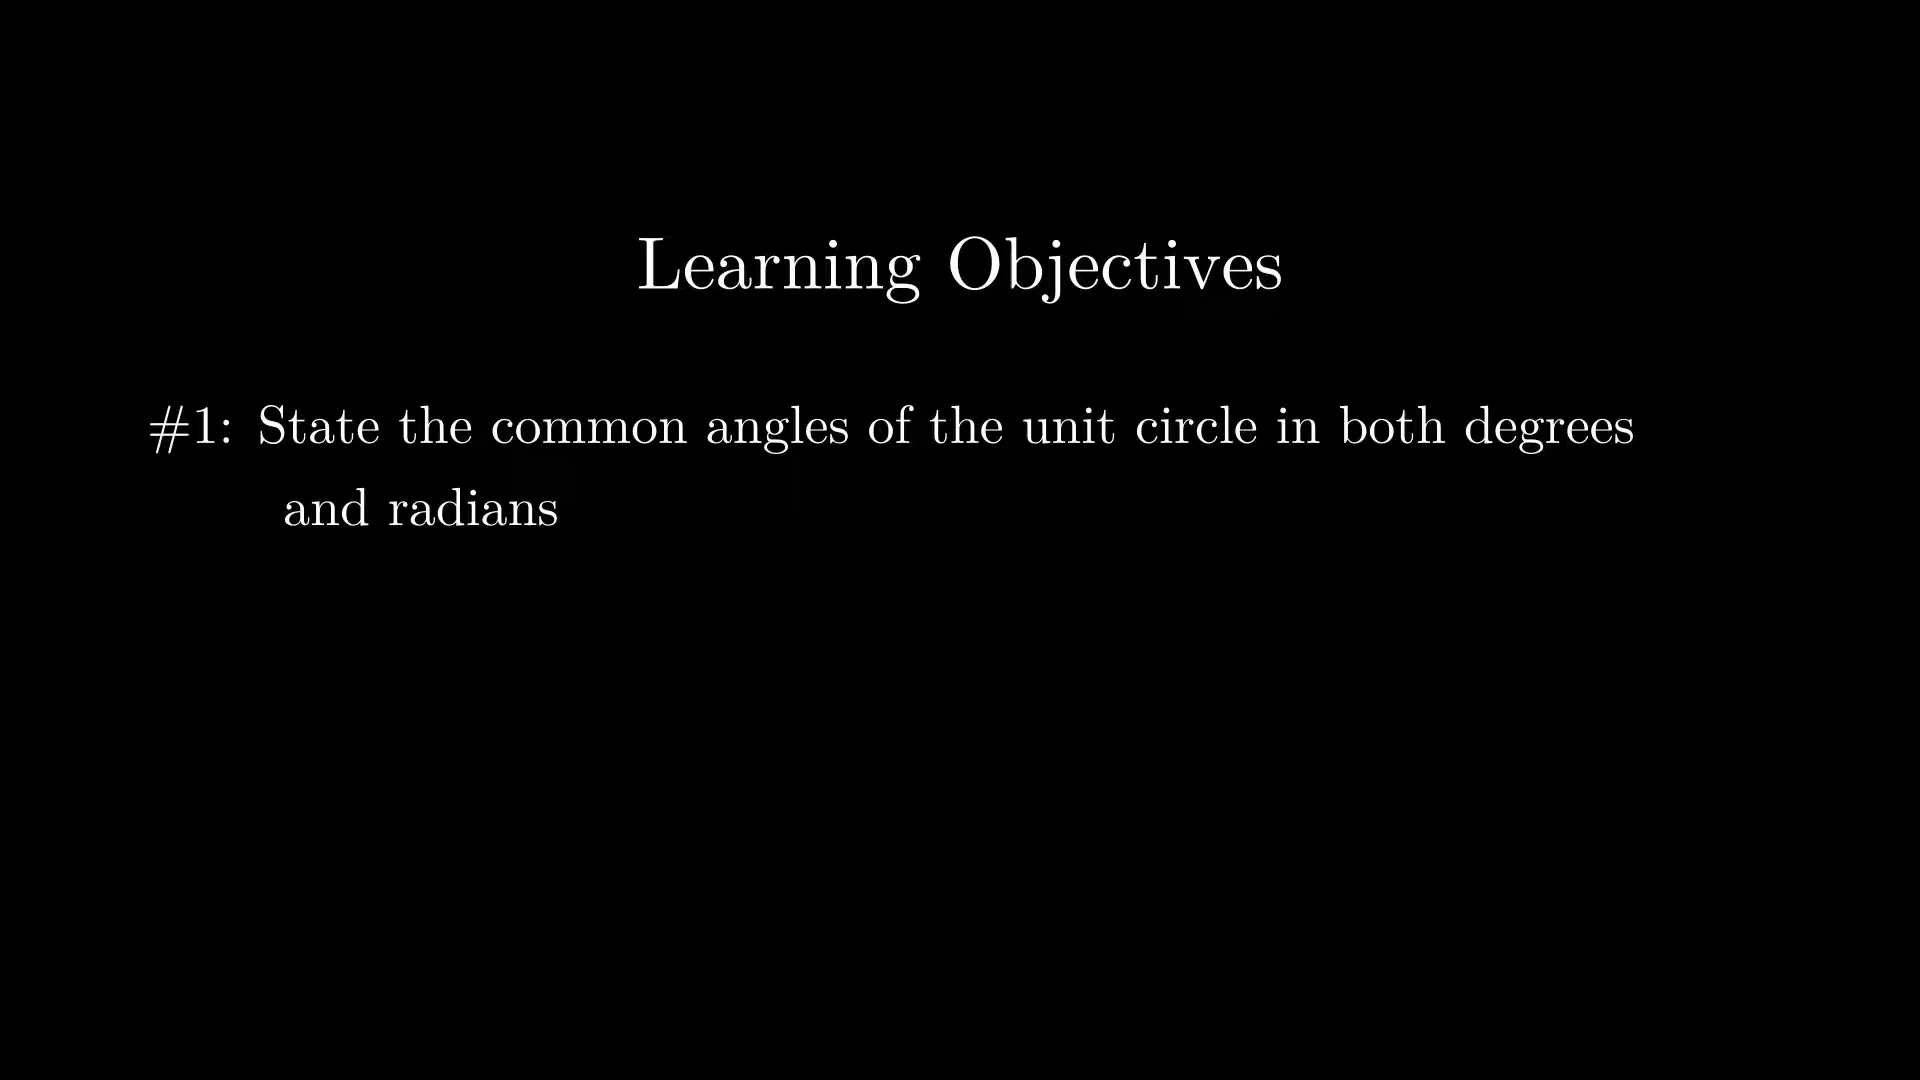 Learning Objectives
#1: State the common angles of the unit circle in both degrees
and radians